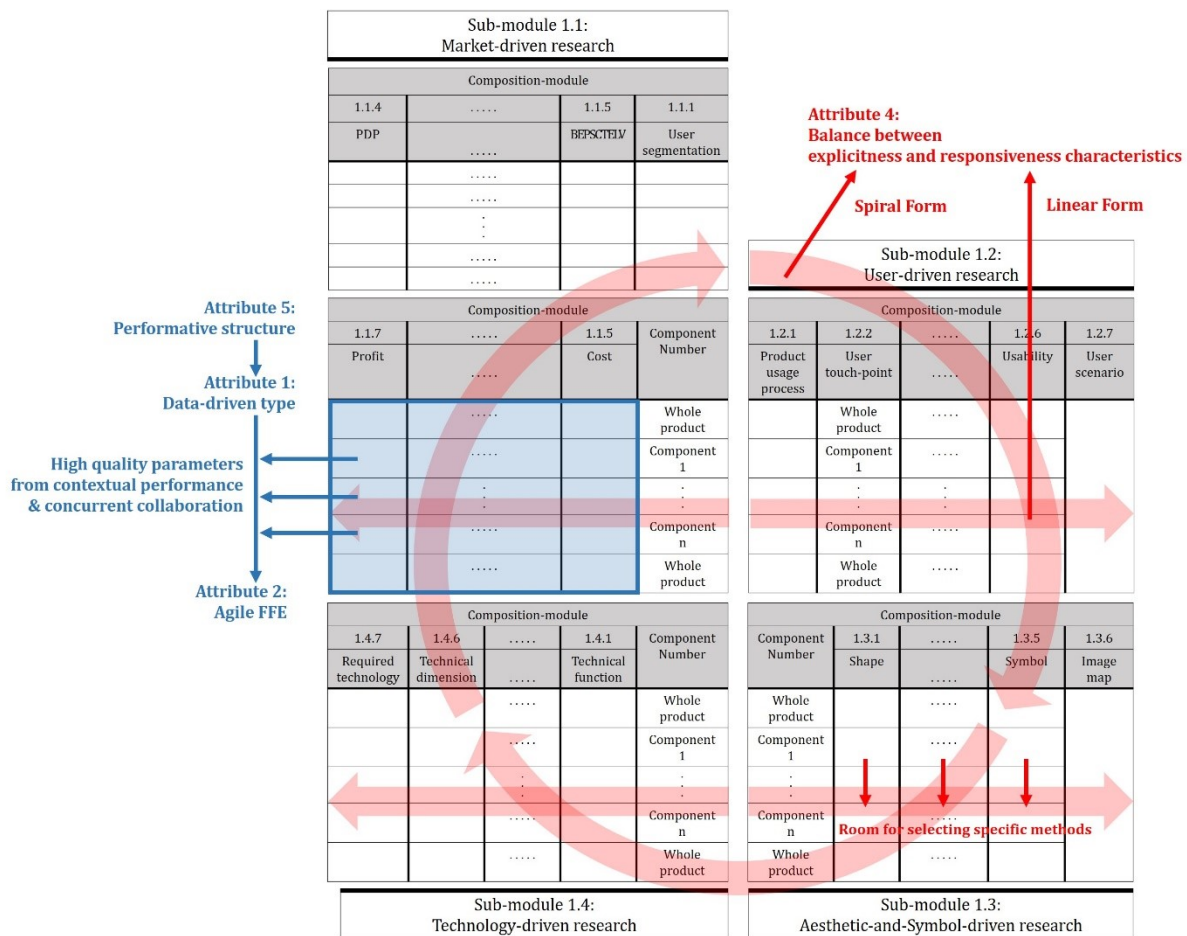 Sub-module 1.1:
Market-driven research
Composition-module
1.1.4 ..... 1.1.5 1.1.1
PDP ..... BEPSCTELV User
segmentation
.....
.....
:
.....
.....
Attribute 4:
Balance between
explicitness and responsiveness characteristics
Spiral Form
Linear Form
Sub-module 1.2:
User-driven research
Attribute 5:
Performative structure
Attribute 1:
Data-driven type
High quality parameters
from contextual performance
& concurrent collaboration
Attribute 2:
Agile FFE
Composition-module
1.1.7 ..... 1.1.5 Component
Number
Profit ..... Cost
..... Whole
product
..... Component
1
: :
..... Component
n
..... Whole
product
Composition-module
1.2.1 1.2.2 ..... 1.2.6 1.2.7
Product
usage
process
User
touch-point
.....
Usability
User
scenario
Whole
product
.....
Component
1
.....
: :
Component
n
.....
Whole
product
.....
Composition-module
1.4.7 1.4.6 ..... 1.4.1 Component
Number
Required
technology
Technical
dimension
.....
Technical
function
..... Whole
product
..... Component
1
: :
..... Component
n
..... Whole
product
Composition-module
Component
Number
1.3.1 ..... 1.3.5 1.3.6
Shape ..... Symbol Image
map
Whole
product
.....
Component
1
.....
: :
Component
n
.....
Room for selecting specific methods
Whole
product
.....
Sub-module 1.4:
Technology-driven research
Sub-module 1.3:
Aesthetic-and-Symbol-driven research